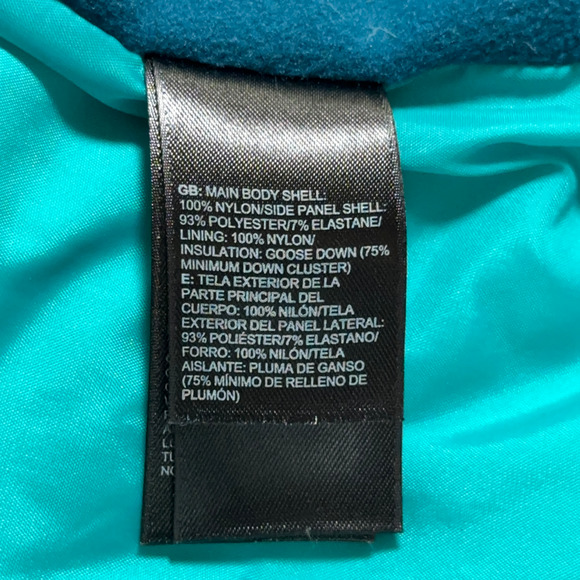 GB: MAIN BODY SHELL:
100% NYLON/SIDE PANEL SHELL:
93% POLYESTER/7% ELASTANE/
LINING: 100% NYLON/
INSULATION: GOOSE DOWN (75%
MINIMUM DOWN CLUSTER)
E: TELA EXTERIOR DE LA
PARTE PRINCIPAL DEL
CUERPO: 100% NILÓN/TELA
EXTERIOR DEL PANEL LATERAL:
93% POLIÉSTER/7% ELASTANO/
FORRO: 100% NILÓN/TELA
AISLANTE: PLUMA DE GANSO
(75% MÍNIMO DE RELLENO DE
PLUMÓN)